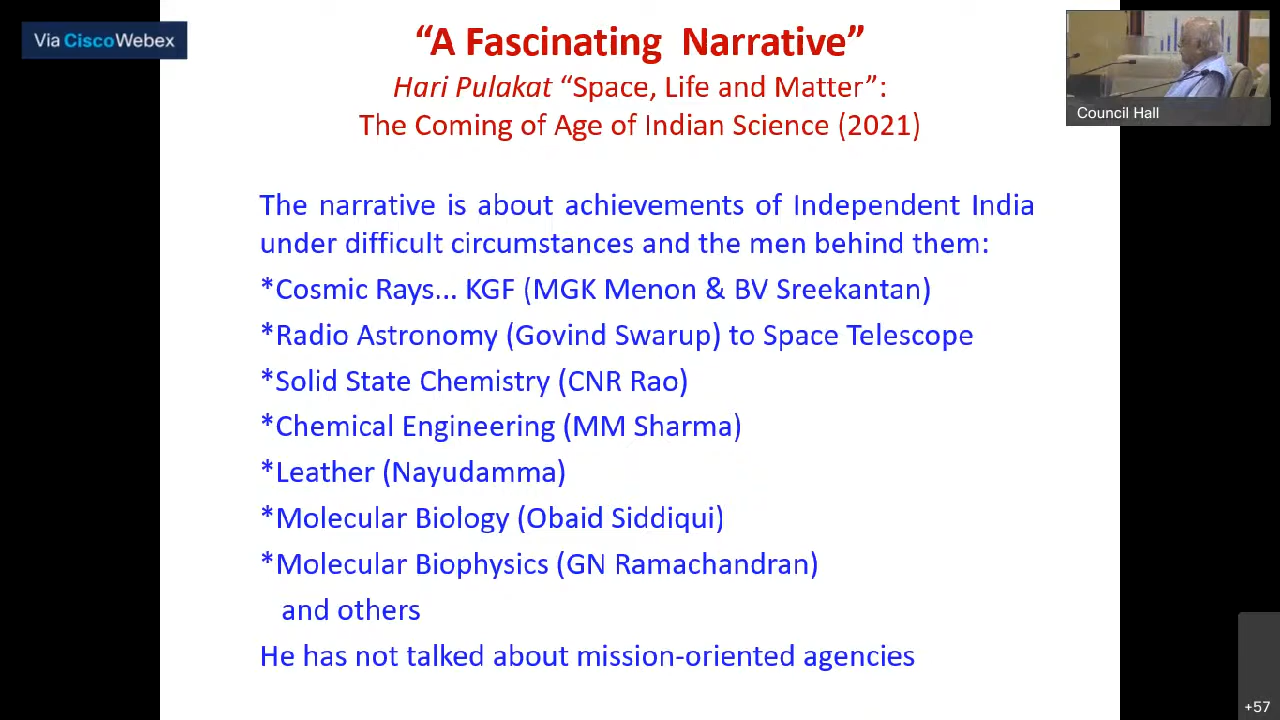 Via CiscoWebex
“A Fascinating Narrative”
Hari Pulakat “Space, Life and Matter”:
The Coming of Age of Indian Science (2021)
Council Hall
The narrative is about achievements of Independent India
under difficult circumstances and the men behind them:
*Cosmic Rays... KGF (MGK Menon & BV Sreekantan)
*Radio Astronomy (Govind Swarup) to Space Telescope
*Solid State Chemistry (CNR Rao)
*Chemical Engineering (MM Sharma)
*Leather (Nayudamma)
*Molecular Biology (Obaid Siddiqui)
*Molecular Biophysics (GN Ramachandran)
and others
He has not talked about mission-oriented agencies
+57